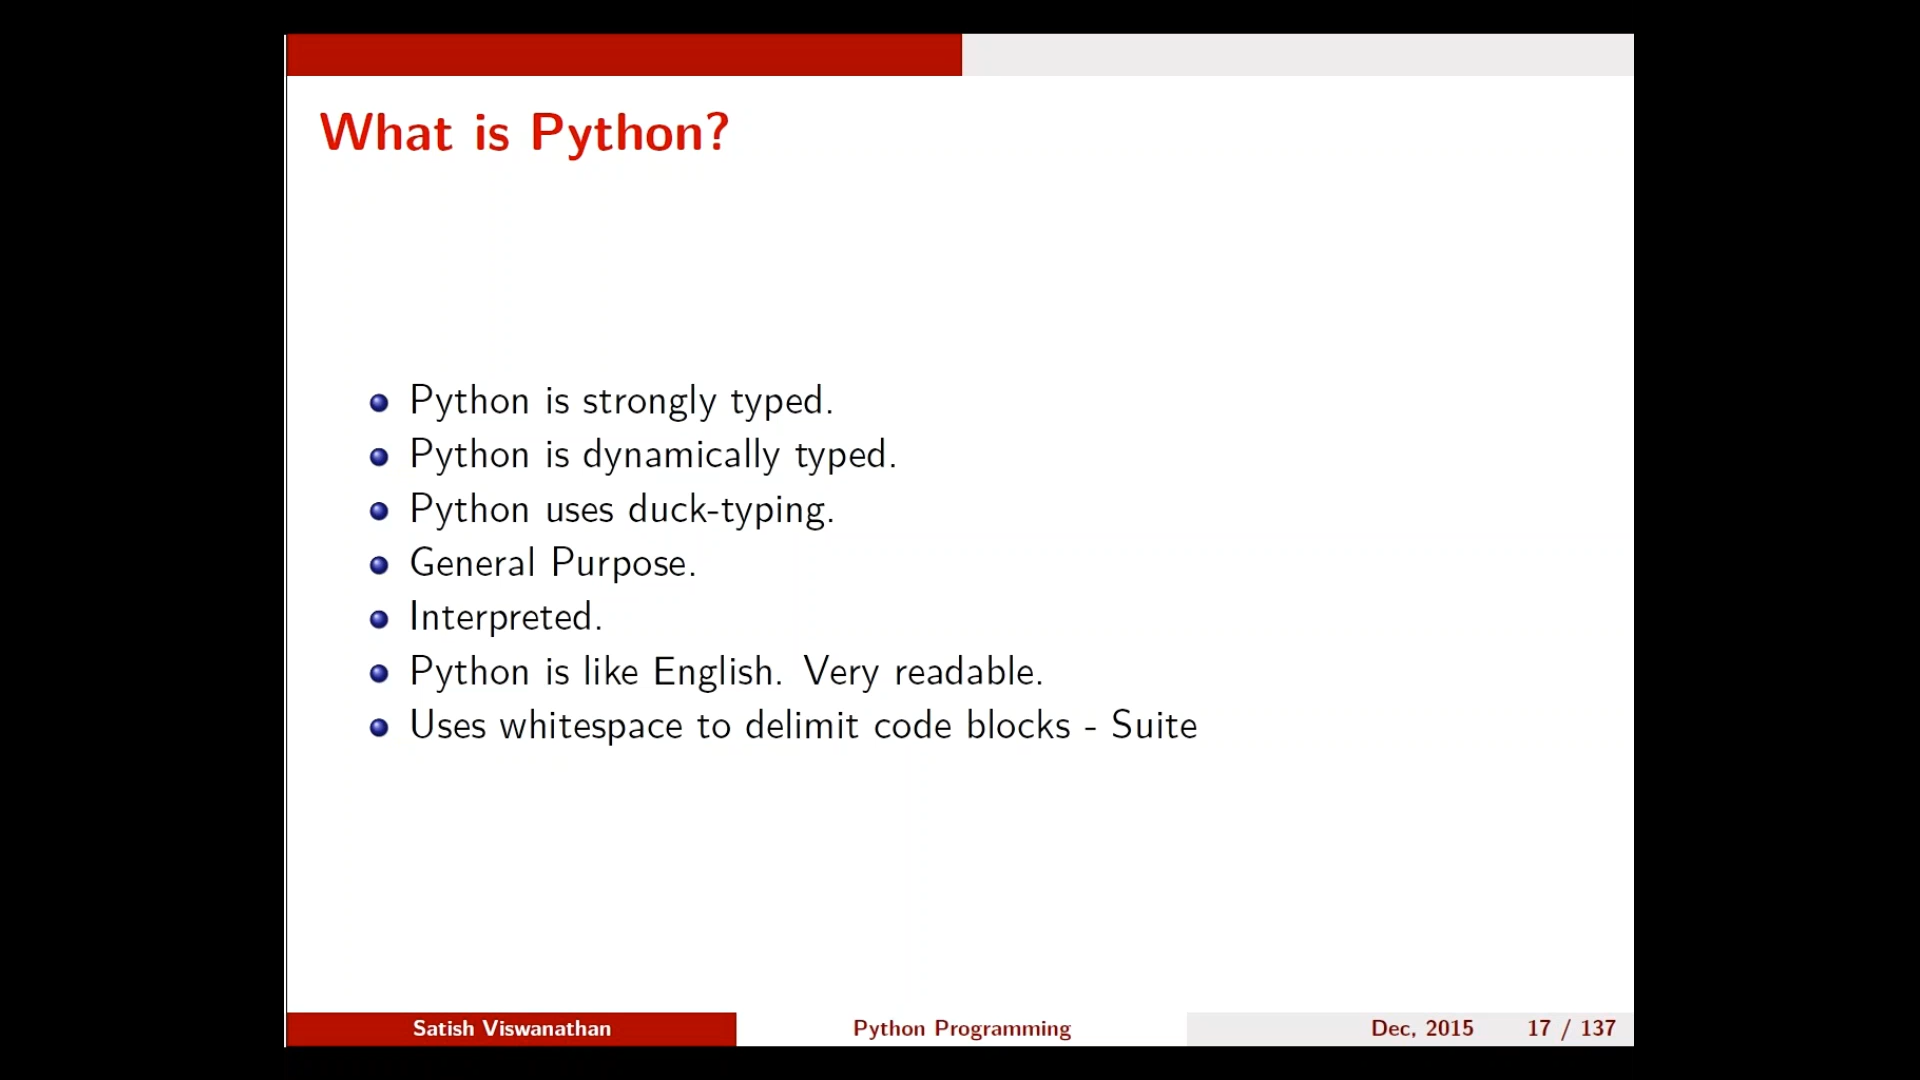 What is Python?
Python is strongly typed.
Python is dynamically typed.
Python uses duck-typing.
General Purpose.
Interpreted.
Python is like English. Very readable.
Uses whitespace to delimit code blocks - Suite
Satish Viswanathan
Python Programming
Dec, 2015
17 / 137